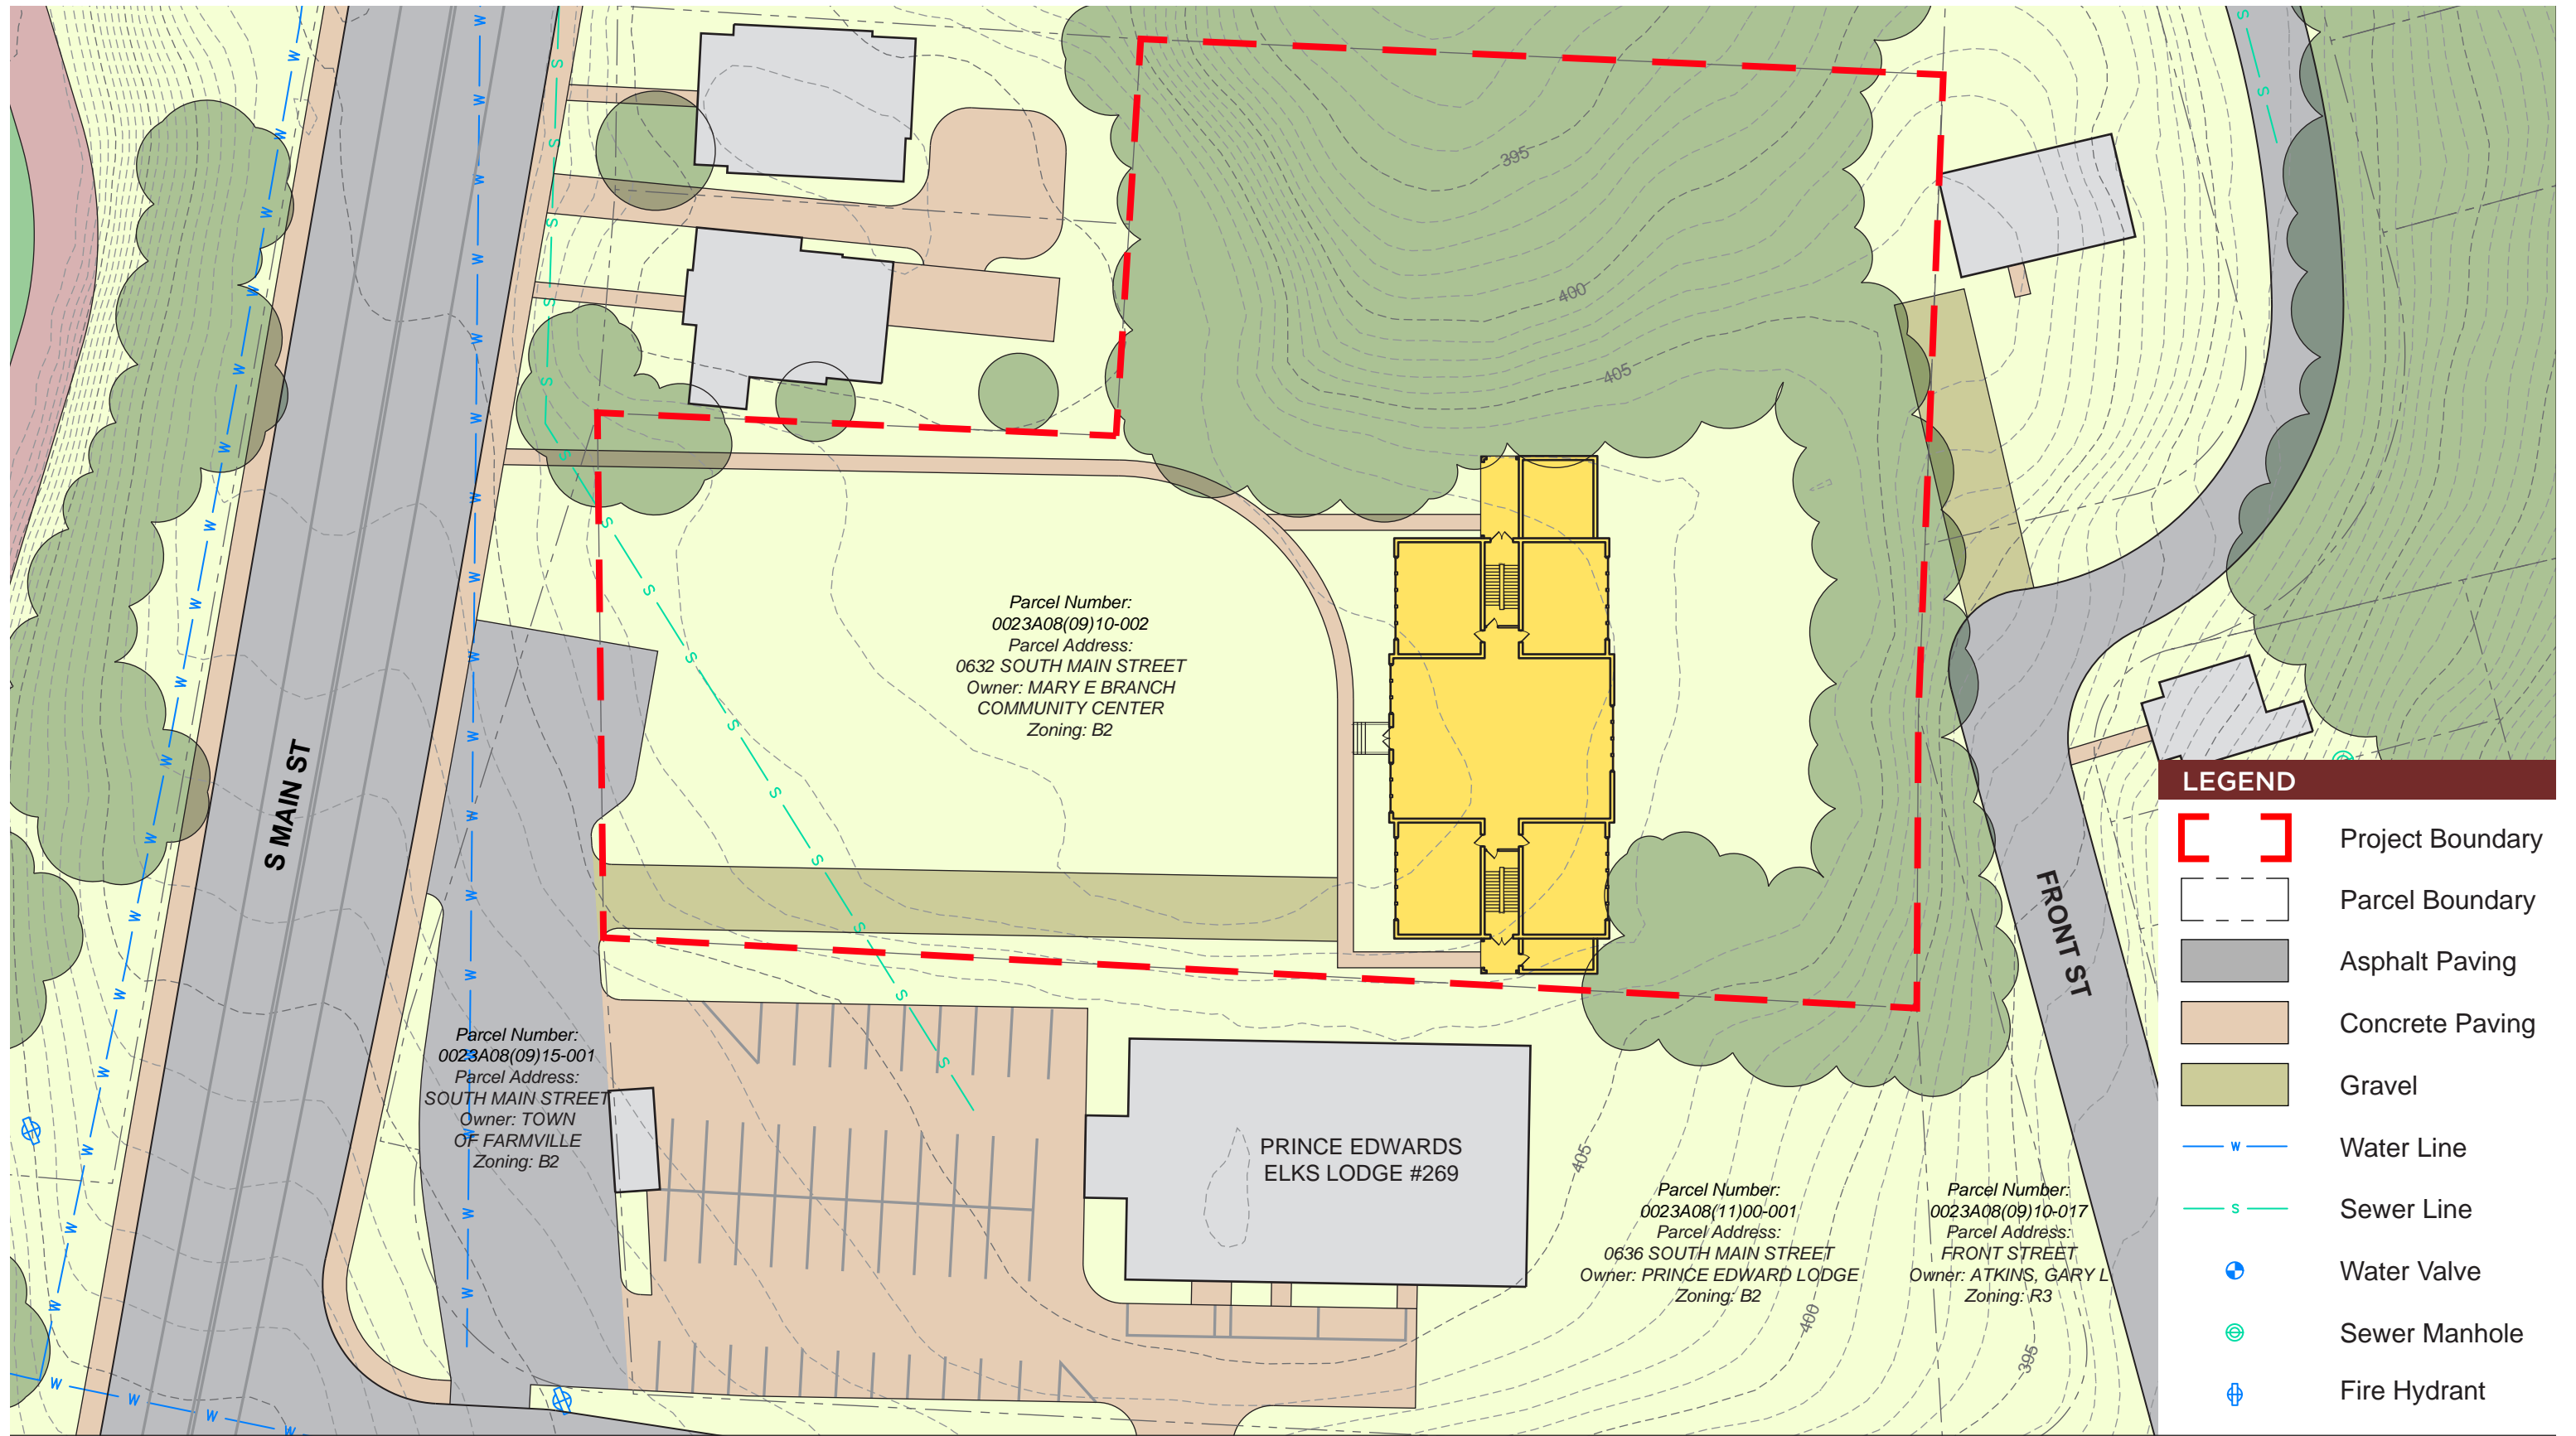 395
400
405
Parcel Number:
0023A08(09)10-002
Parcel Address:
0632 SOUTH MAIN STREET
Owner: MARY E BRANCH
COMMUNITY CENTER
Zoning: B2
S MAIN ST
FRONT ST
Parcel Number:
0023A08(09)15-001
Parcel Address:
SOUTH MAIN STREET
Owner: TOWN
OF FARMVILLE
Zoning: B2
PRINCE EDWARDS
ELKS LODGE #269
405
400
395
Parcel Number:
0023A08(11)00-001
Parcel Address:
0636 SOUTH MAIN STREET
Owner: PRINCE EDWARD LODGE
Zoning: B2
Parcel Number:
0023A08(09)10-017
Parcel Address:
FRONT STREET
Owner: ATKINS, GARY L
Zoning: R3
LEGEND
Project Boundary
Parcel Boundary
Asphalt Paving
Concrete Paving
Gravel
W
Water Line
S
Sewer Line
Water Valve
Sewer Manhole
Fire Hydrant